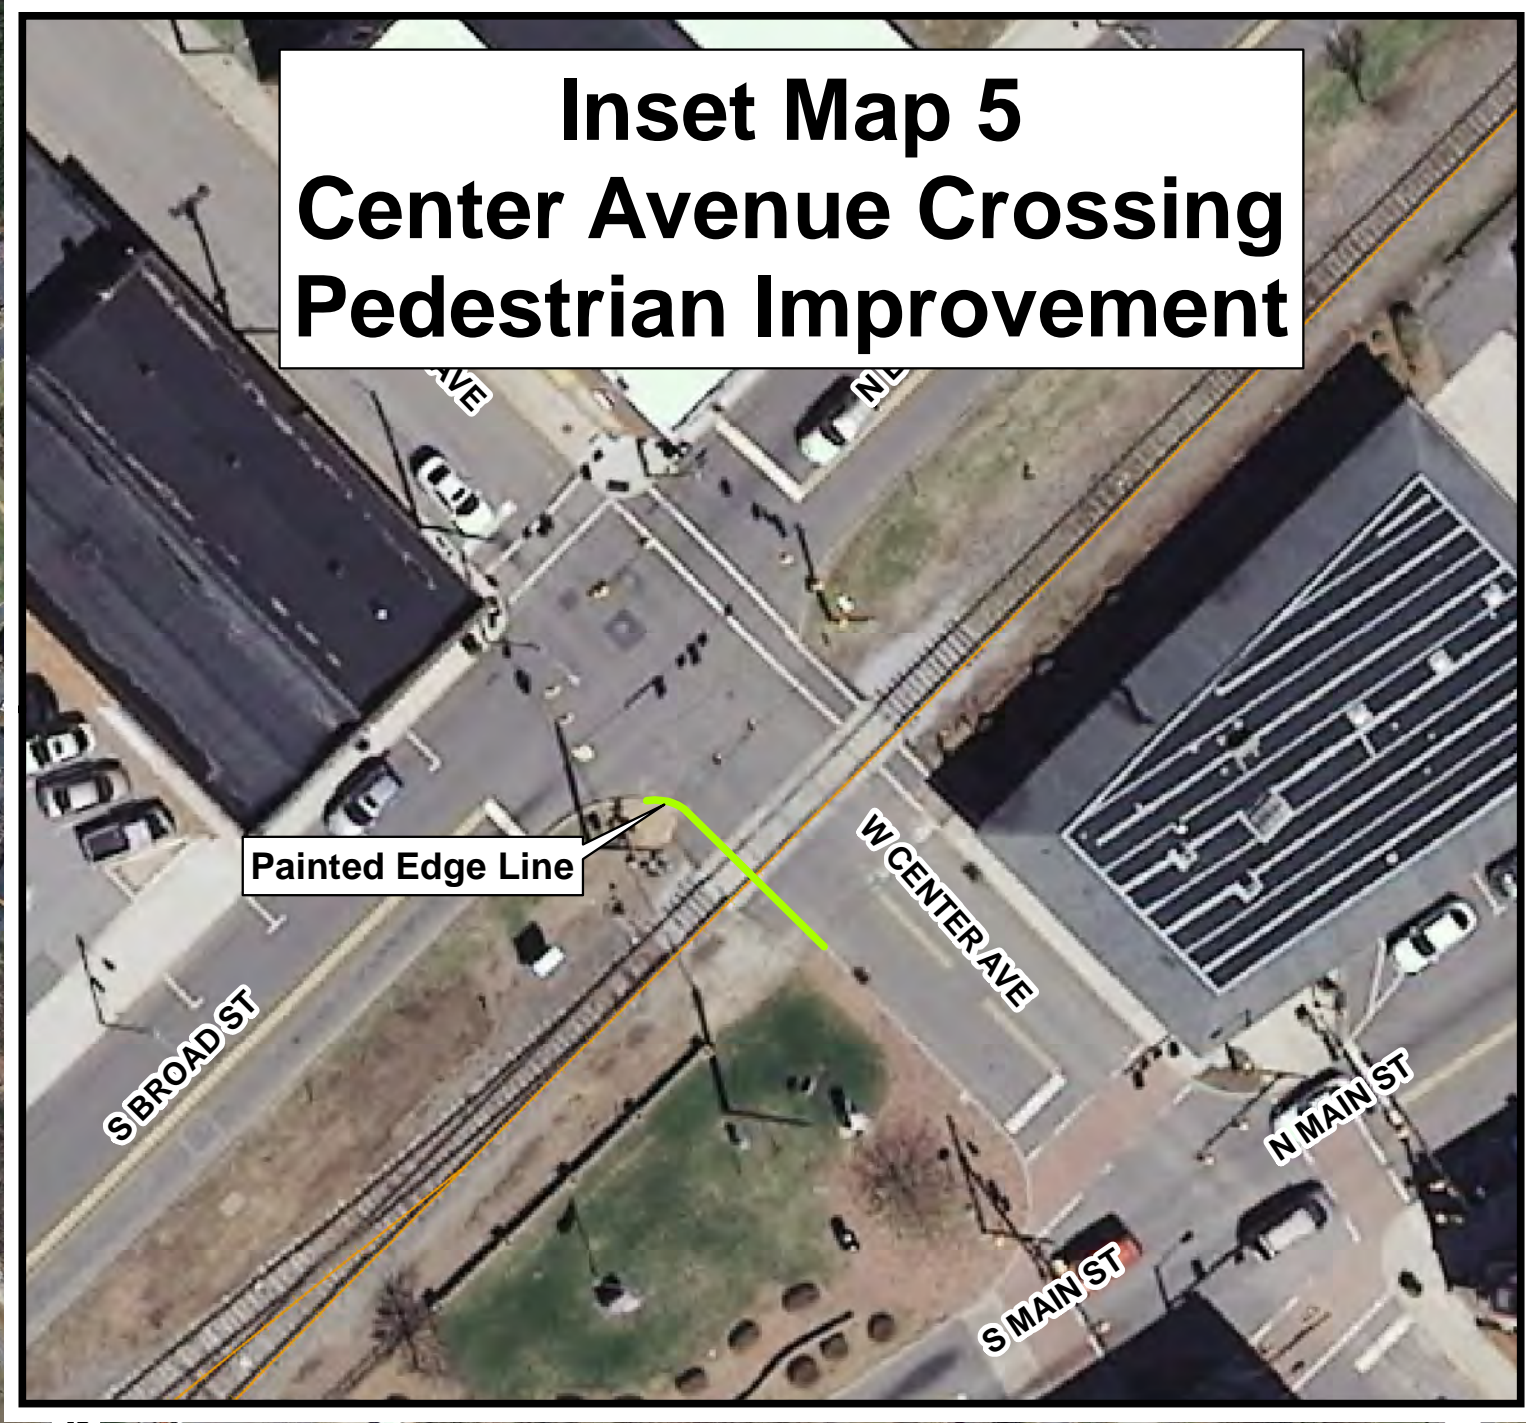 Inset Map 5
Center Avenue Crossing
Pedestrian Improvement
AVE
Painted Edge Line
W CENTER AVE
S BROAD ST
N MAIN ST
S MAIN ST